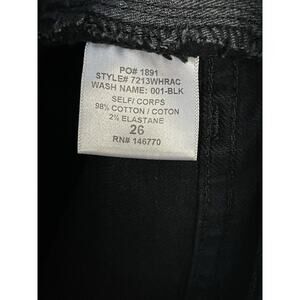 PO# 1891
STYLE# 7213WHRAC
WASH NAME: 001-BLK
SELF/ CORPS
98% COTTON / COTON
2% ELASTANE
26
RN# 146770